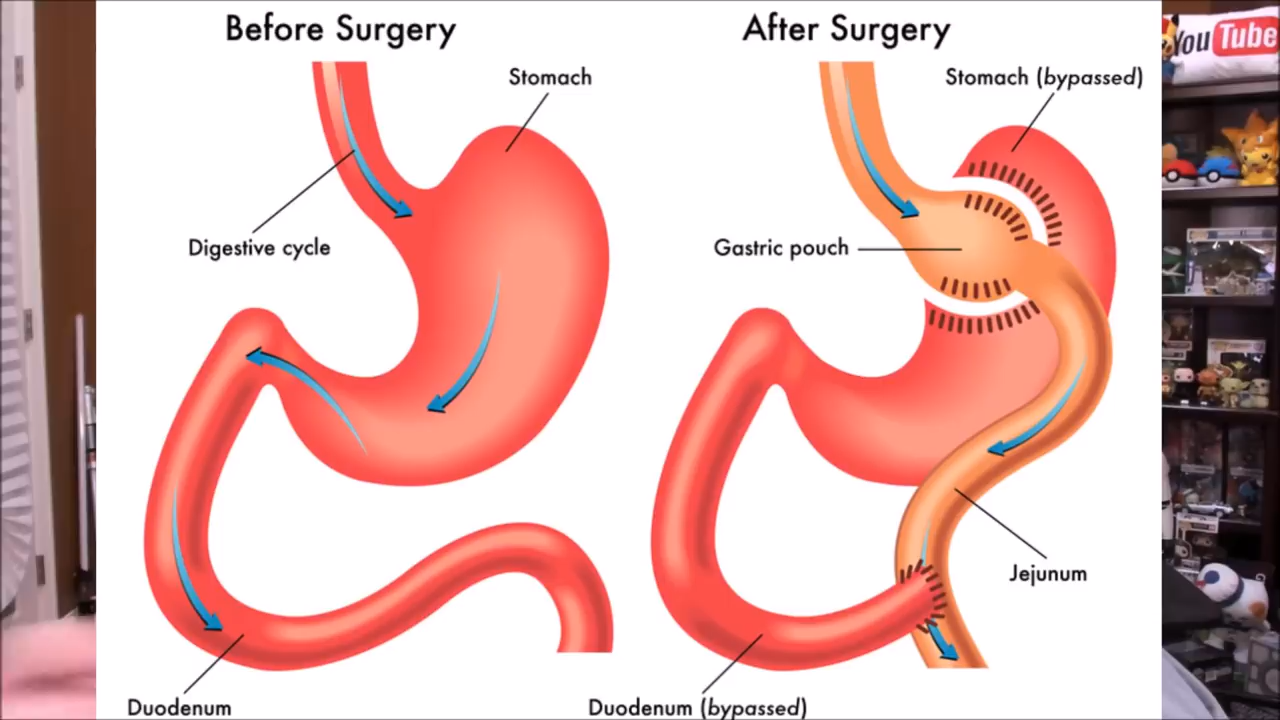 Before Surgery
After Surgery
Stomach
Stomach (bypassed)
YouTube
Digestive cycle
Gastric pouch
Jejunum
Duodenum
Duodenum (bypassed)